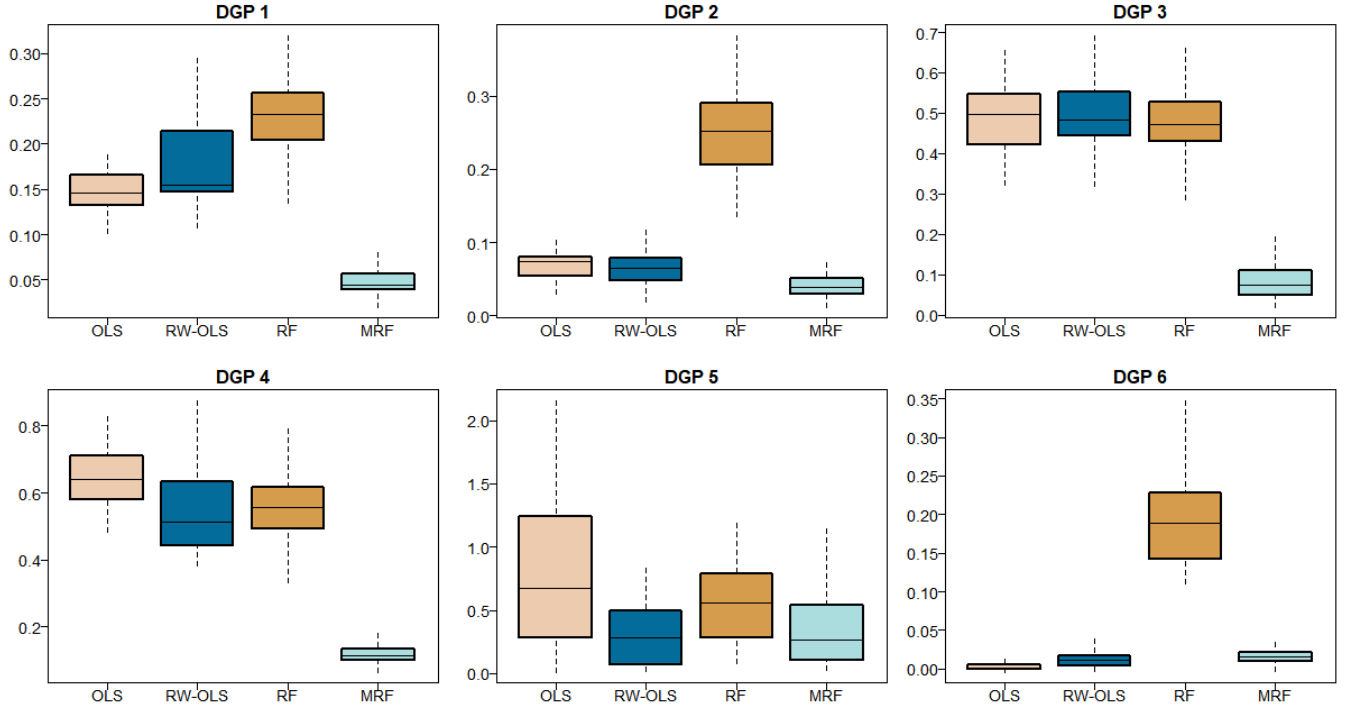 DGP 1
0.30
0.25
0.20
0.15
0.10
0.05
OLS RW-OLS RF MRF
DGP 2
0.3
0.2
0.1
0.0
OLS RW-OLS RF MRF
DGP 3
0.7
0.6
0.5
0.4
0.3
0.2
0.1
0.0
OLS RW-OLS RF MRF
DGP 4
0.8
0.6
0.4
0.2
OLS RW-OLS RF MRF
DGP 5
2.0
1.5
1.0
0.5
0.0
OLS RW-OLS RF MRF
DGP 6
0.35
0.30
0.25
0.20
0.15
0.10
0.05
0.00
OLS RW-OLS RF MRF